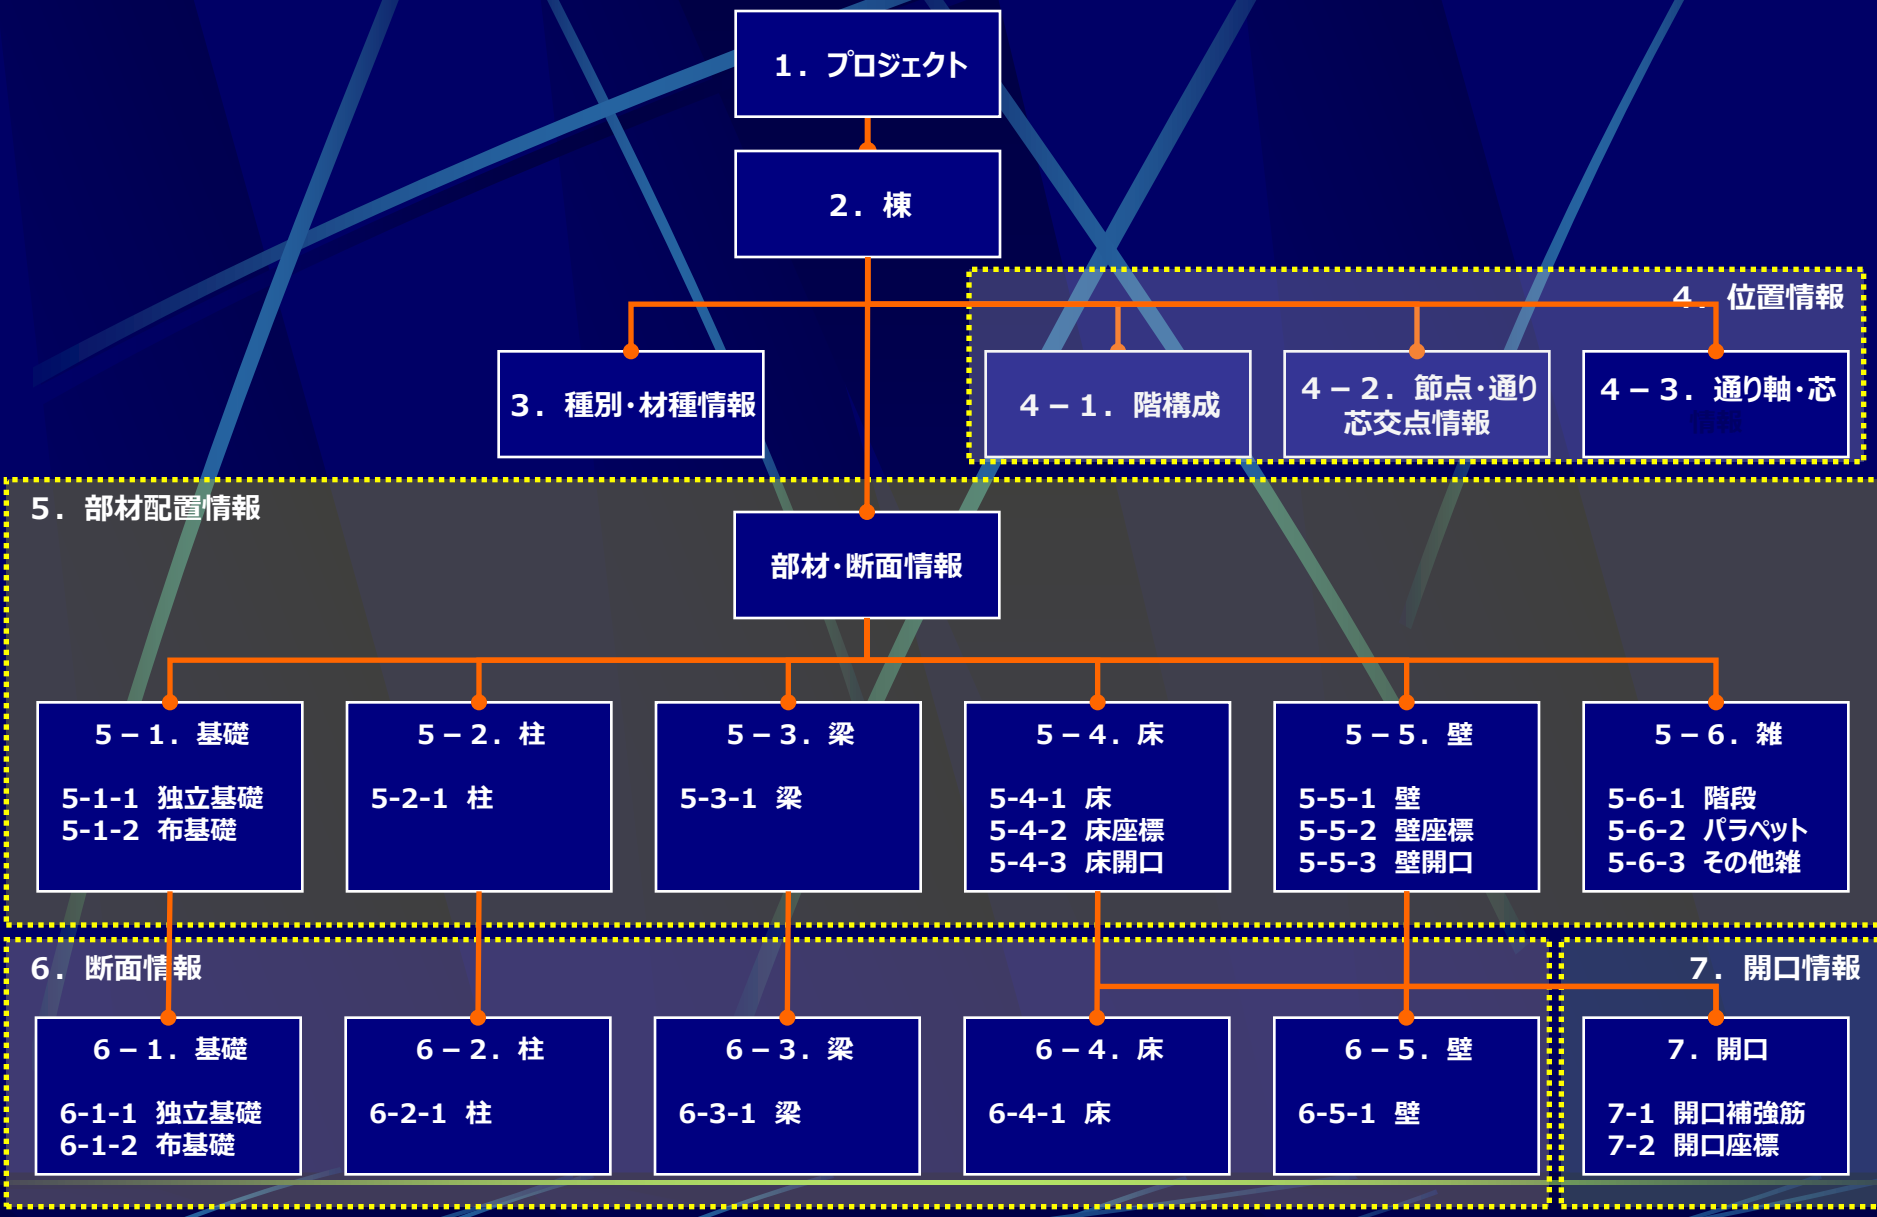 1．プロジェクト
2．棟
4．位置情報
3．種別・材種情報
4－1．階構成
4－2．節点・通り
芯交点情報
4－3．通り軸・芯
5．部材配置情報
部材・断面情報
5－1．基礎
5-1-1 独立基礎
5-1-2 布基礎
5－2．柱
5-2-1 柱
5－3．梁
5-3-1 梁
5－4．床
5-4-1 床
5-4-2 床座標
5-4-3 床開口
5－5．壁
5-5-1 壁
5-5-2 壁座標
5-5-3 壁開口
5－6．雑
5-6-1 階段
5-6-2 パラペット
5-6-3 その他雑
6．断面情報
7．開口情報
6－1．基礎
6-1-1 独立基礎
6-1-2 布基礎
6－2．柱
6-2-1 柱
6－3．梁
6-3-1 梁
6－4．床
6-4-1 床
6－5．壁
6-5-1 壁
7．開口
7-1 開口補強筋
7-2 開口座標